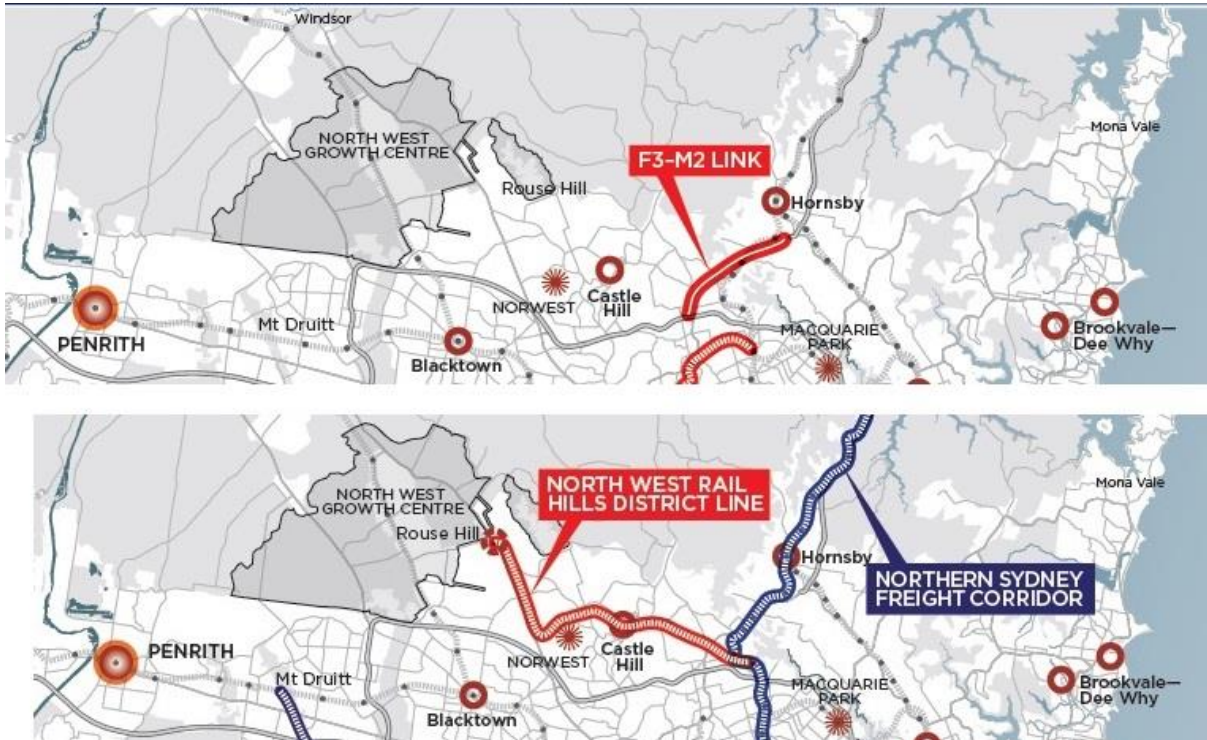 Windsor
Mona Vale
NORTH WEST
GROWTH CENTRE
F3–M2 LINK
Rouse Hill
Hornsby
NORWEST
Castle
Hill
Mt Druitt
PENRITH
Blacktown
MACQUARIE
PARK
Brookvale—
Dee Why
NORTH WEST RAIL
HILLS DISTRICT LINE
Mona Vale
NORTH WEST
GROWTH CENTRE
Rouse Hill
Hornsby
NORTHERN SYDNEY
FREIGHT CORRIDOR
PENRITH
NORWEST
Castle
Hill
Mt Druitt
Blacktown
MACQUARIE
PARK
Brookvale—
Dee Why